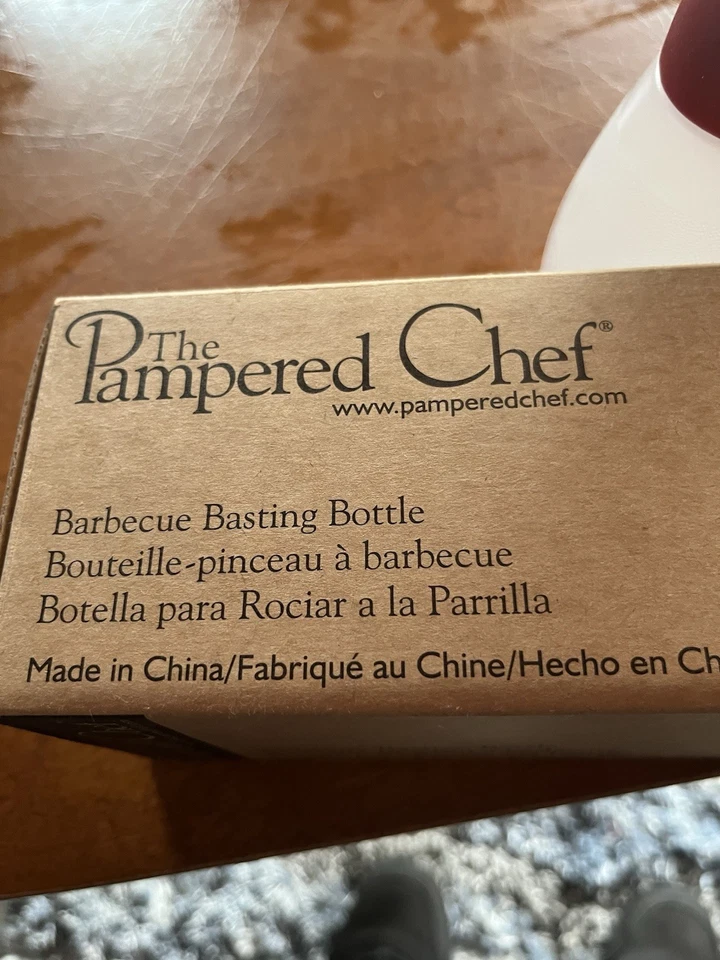 The Pampered Chef®
www.pamperedchef.com
Barbecue Basting Bottle
Bouteille-pinceau à barbecue
Botella para Rociar a la Parrilla
Made in China/Fabriqué au Chine/Hecho en Ch